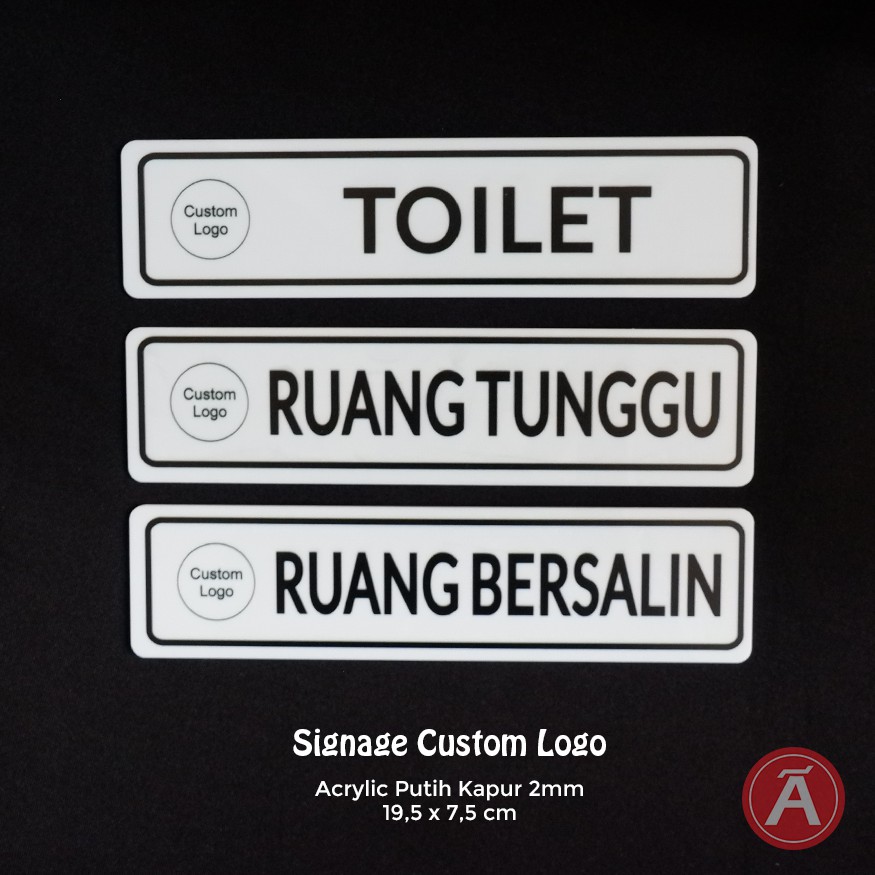 Custom
Logo
TOILET
Custom
Logo
RUANG TUNGGU
Custom
Logo
RUANG BERSALIN
Signage Custom Logo
Acrylic Putih Kapur 2mm
19,5 x 7,5 cm
Ā